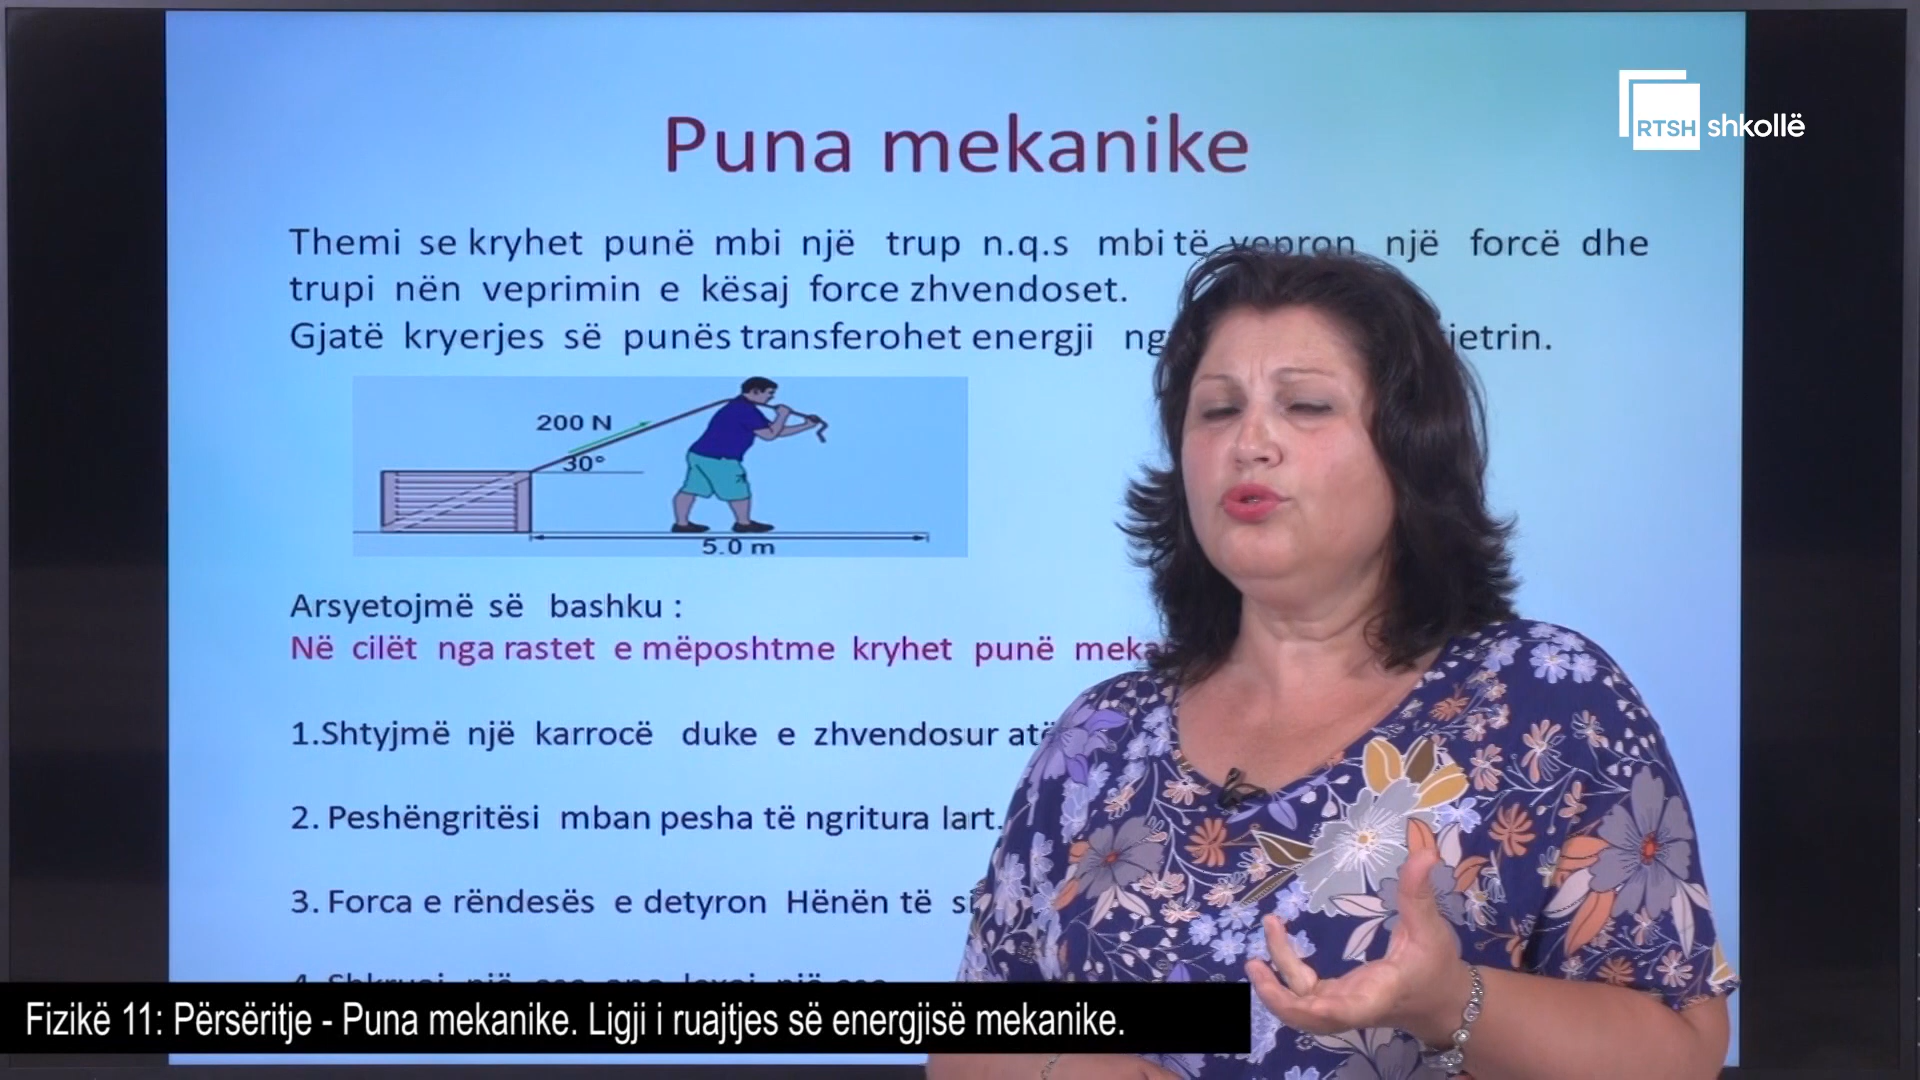 RTSH shkollë
Puna mekanike
Themi se kryhet punë mbi një trup n.q.s mbi të vepron një forcë dhe
trupi nën veprimin e kësaj force zhvendoset.
Gjatë kryerjes së punës transferohet energji
200 N
30°
5.0 m
Arsyetojmë së bashku :
Në cilët nga rastet e mëposhtme kryhet punë
1.Shtyjmë një karrocë duke e zhvendosur
2. Peshëngritësi mban pesha të ngritura lart.
3. Forca e rëndesës e detyron Hënën të
Fizikë 11: Përsëritje - Puna mekanike. Ligji i ruajtjes së energjisë mekanike.